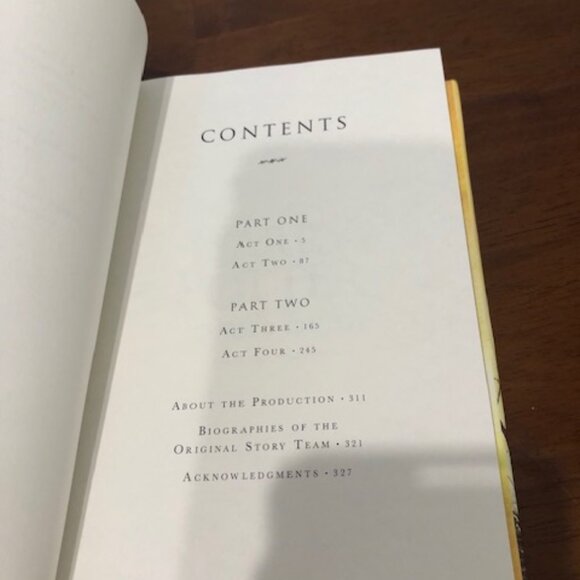 CONTENTS
PART ONE
ACT ONE • 5
ACT TWO • 87
PART TWO
ACT THREE • 165
ACT FOUR • 245
ABOUT THE PRODUCTION • 311
BIOGRAPHIES OF THE
ORIGINAL STORY TEAM • 321
ACKNOWLEDGMENTS • 327